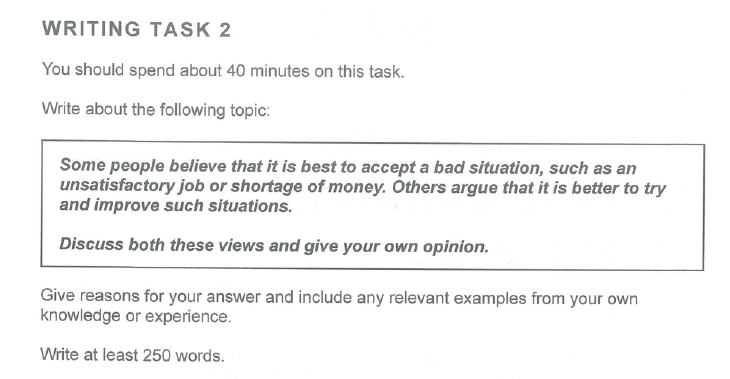 WRITING TASK 2
You should spend about 40 minutes on this task.
Write about the following topic:
Some people believe that it is best to accept a bad situation, such as an
unsatisfactory job or shortage of money. Others argue that it is better to try
and improve such situations.
Discuss both these views and give your own opinion.
Give reasons for your answer and include any relevant examples from your own
knowledge or experience.
Write at least 250 words.